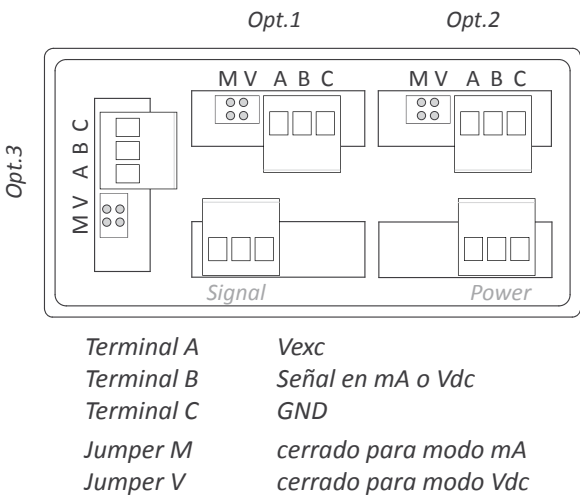 Opt.1 Opt.2
M V A B C M V A B C
Opt.3
M V A B C
Signal Power
Terminal A Vexc
Terminal B Señal en mA o Vdc
Terminal C GND
Jumper M cerrado para modo mA
Jumper V cerrado para modo Vdc